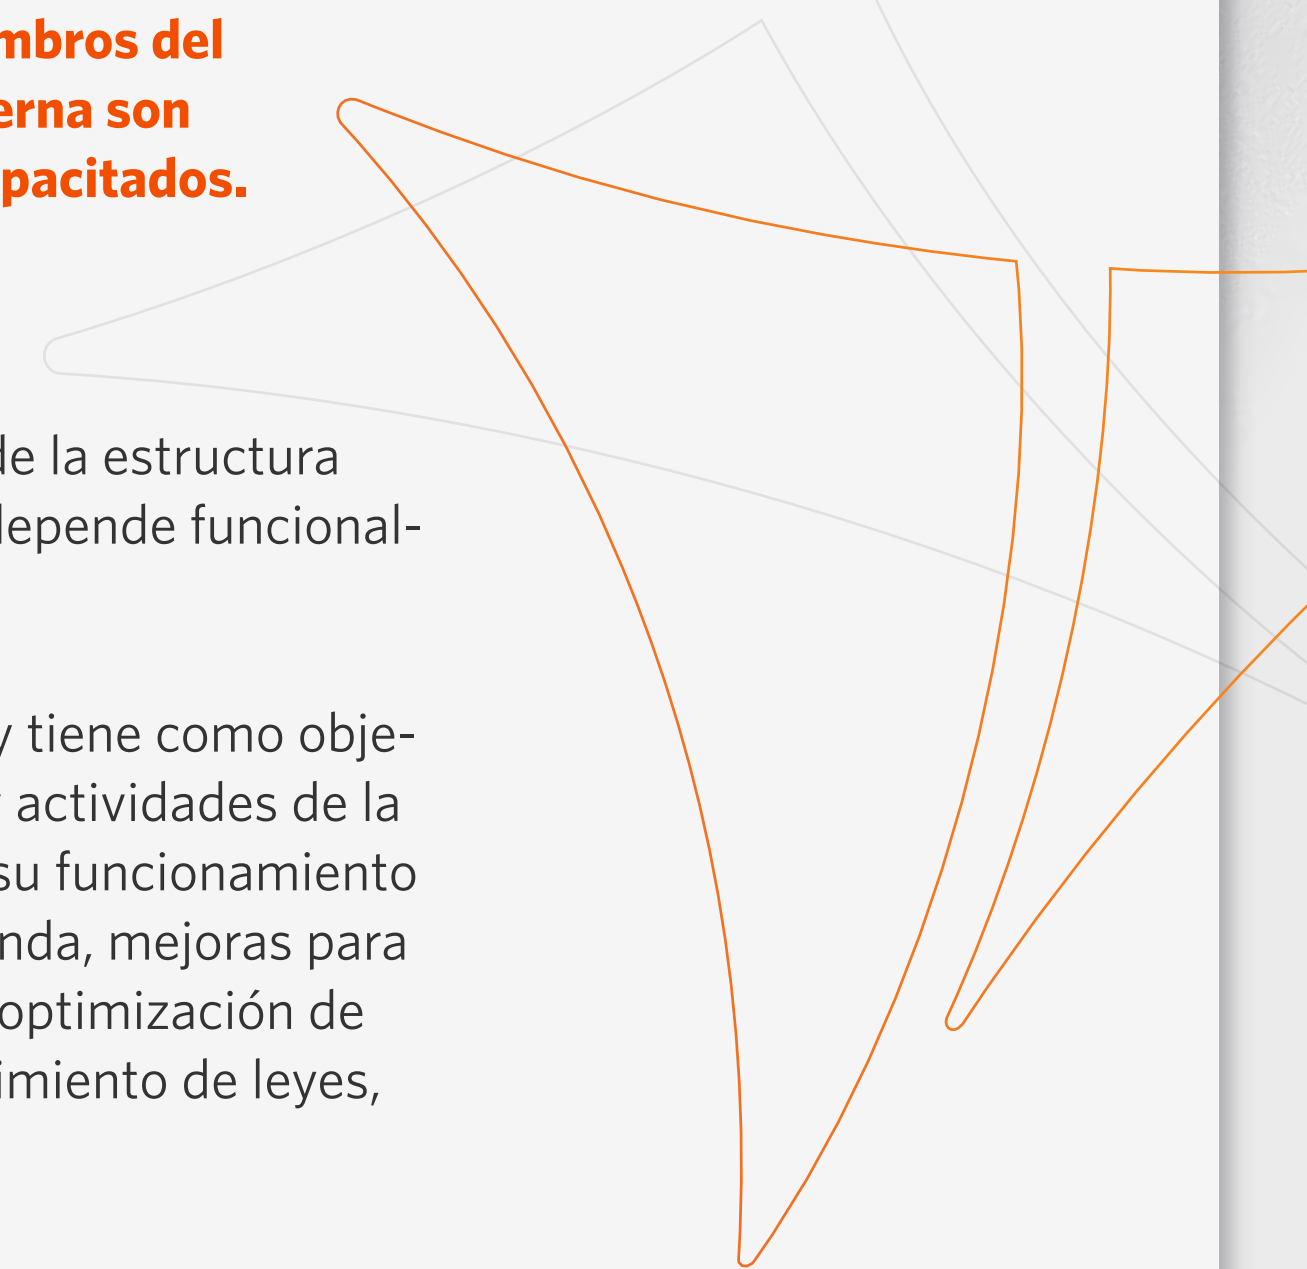 mbros del
erna son
pacitados.
de la estructura
depende funcional-
y tiene como obje-
actividades de la
su funcionamiento
nda, mejoras para
optimización de
imiento de leyes,